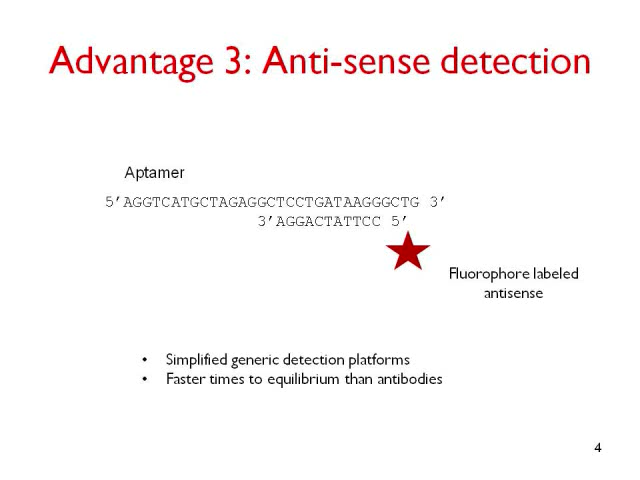 Advantage 3: Anti-sense detection
Aptamer
5’AGGTCATGCTAGAGGCTCCTGATAAGGGCTG 3’
3’AGGACTATTCC 5’
Fluorophore labeled
antisense
• Simplified generic detection platforms
• Faster times to equilibrium than antibodies
4